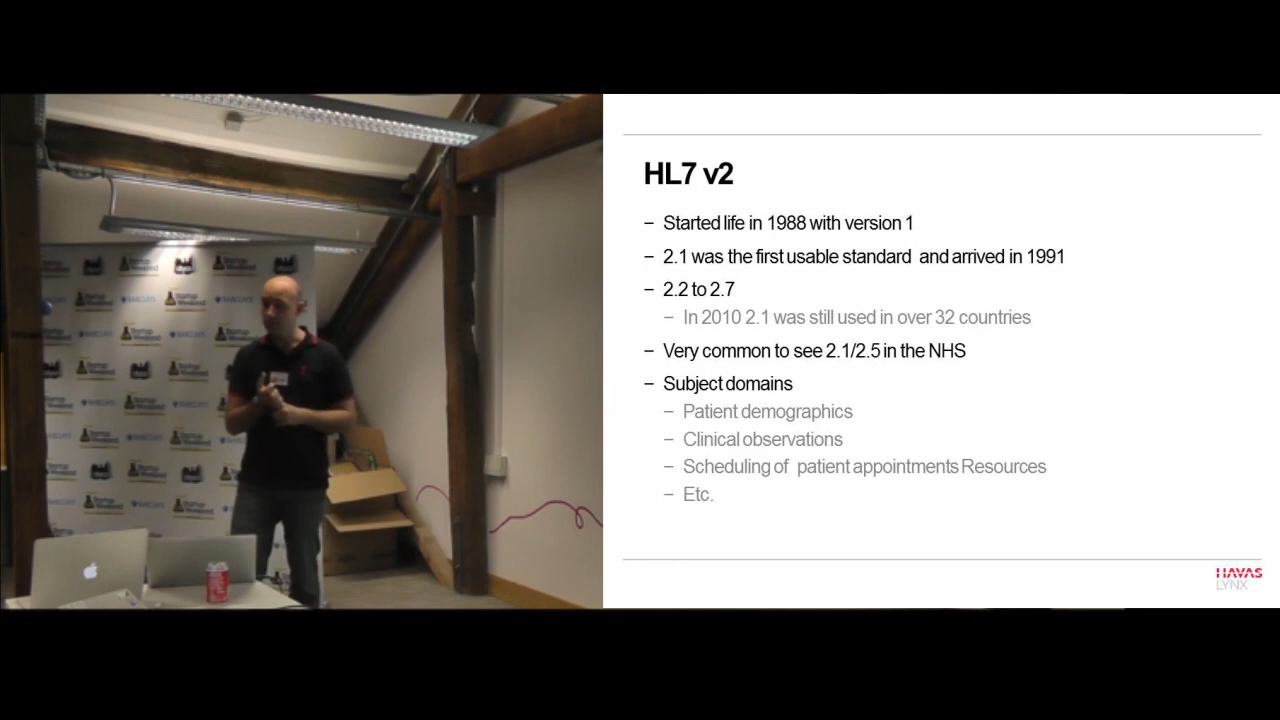 HL7 v2
– Started life in 1988 with version 1
– 2.1 was the first usable standard and arrived in 1991
– 2.2 to 2.7
– In 2010 2.1 was still used in over 32 countries
– Very common to see 2.1/2.5 in the NHS
– Subject domains
– Patient demographics
– Clinical observations
– Scheduling of patient appointments Resources
– Etc.
HAVAS
LYNX
Startup Weekend
BARCLAYS